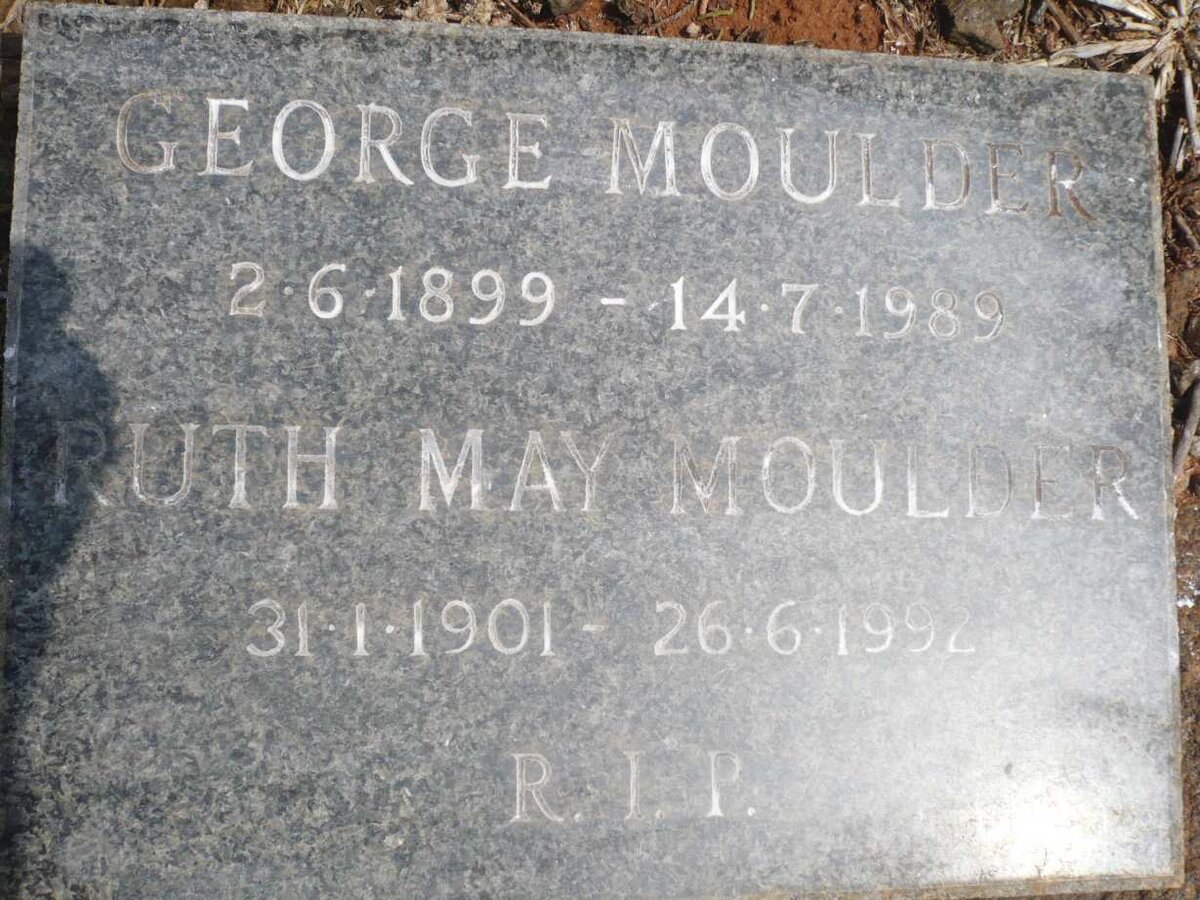 GEORGE MOULDER
2·6·1899 - 14·7·1989
RUTH MAY MOULDER
31·1·1901 - 26·6·1992
R.I.P.